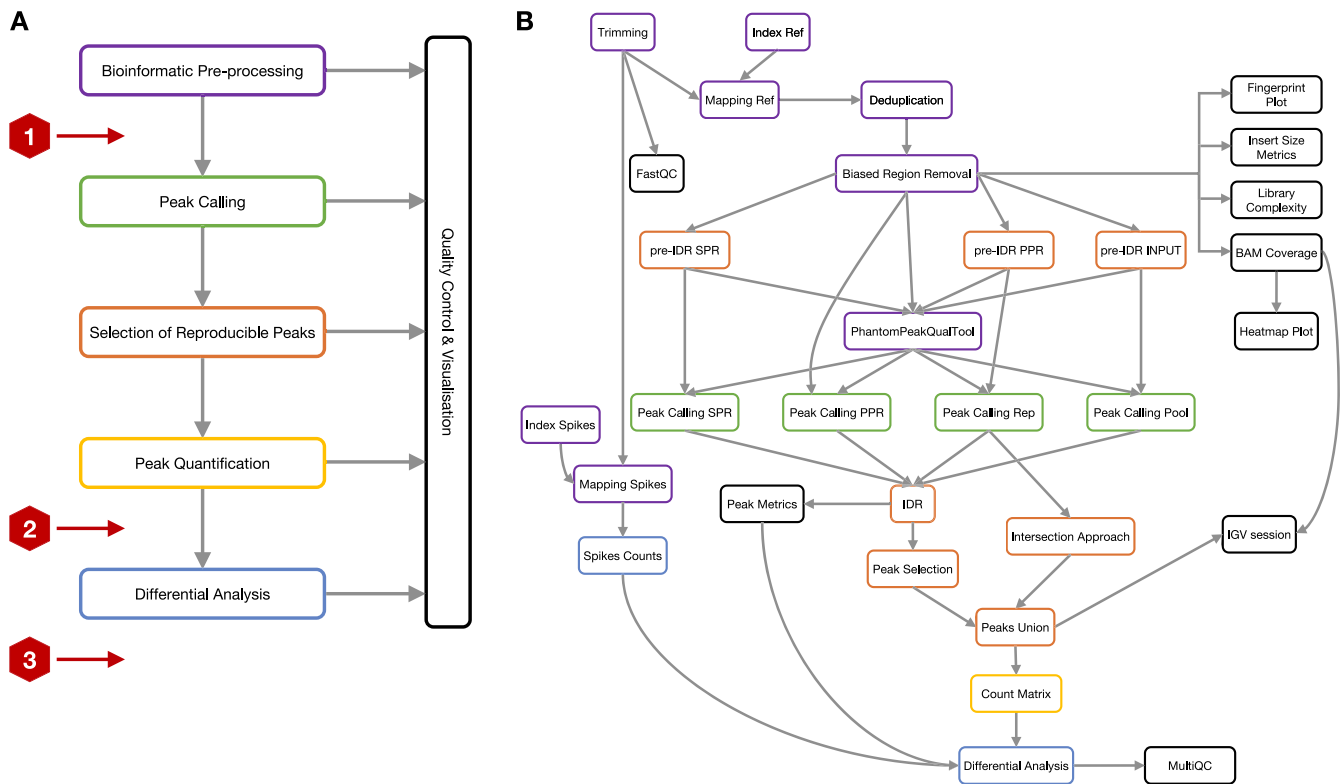 A
Bioinformatic Pre-processing
1
Peak Calling
Selection of Reproducible Peaks
Peak Quantification
2
Differential Analysis
3
Quality Control & Visualisation
B
Trimming
Index Ref
Mapping Ref
Deduplication
Fingerprint
Plot
Insert Size
Metrics
FastQC
Biased Region Removal
Library
Complexity
pre-IDR SPR
pre-IDR PPR
pre-IDR INPUT
BAM Coverage
PhantomPeakQualTool
Heatmap Plot
Peak Calling SPR
Peak Calling PPR
Peak Calling Rep
Peak Calling Pool
Index Spikes
Mapping Spikes
Peak Metrics
IDR
Intersection Approach
IGV session
Spikes Counts
Peak Selection
Peaks Union
Count Matrix
Differential Analysis
MultiQC